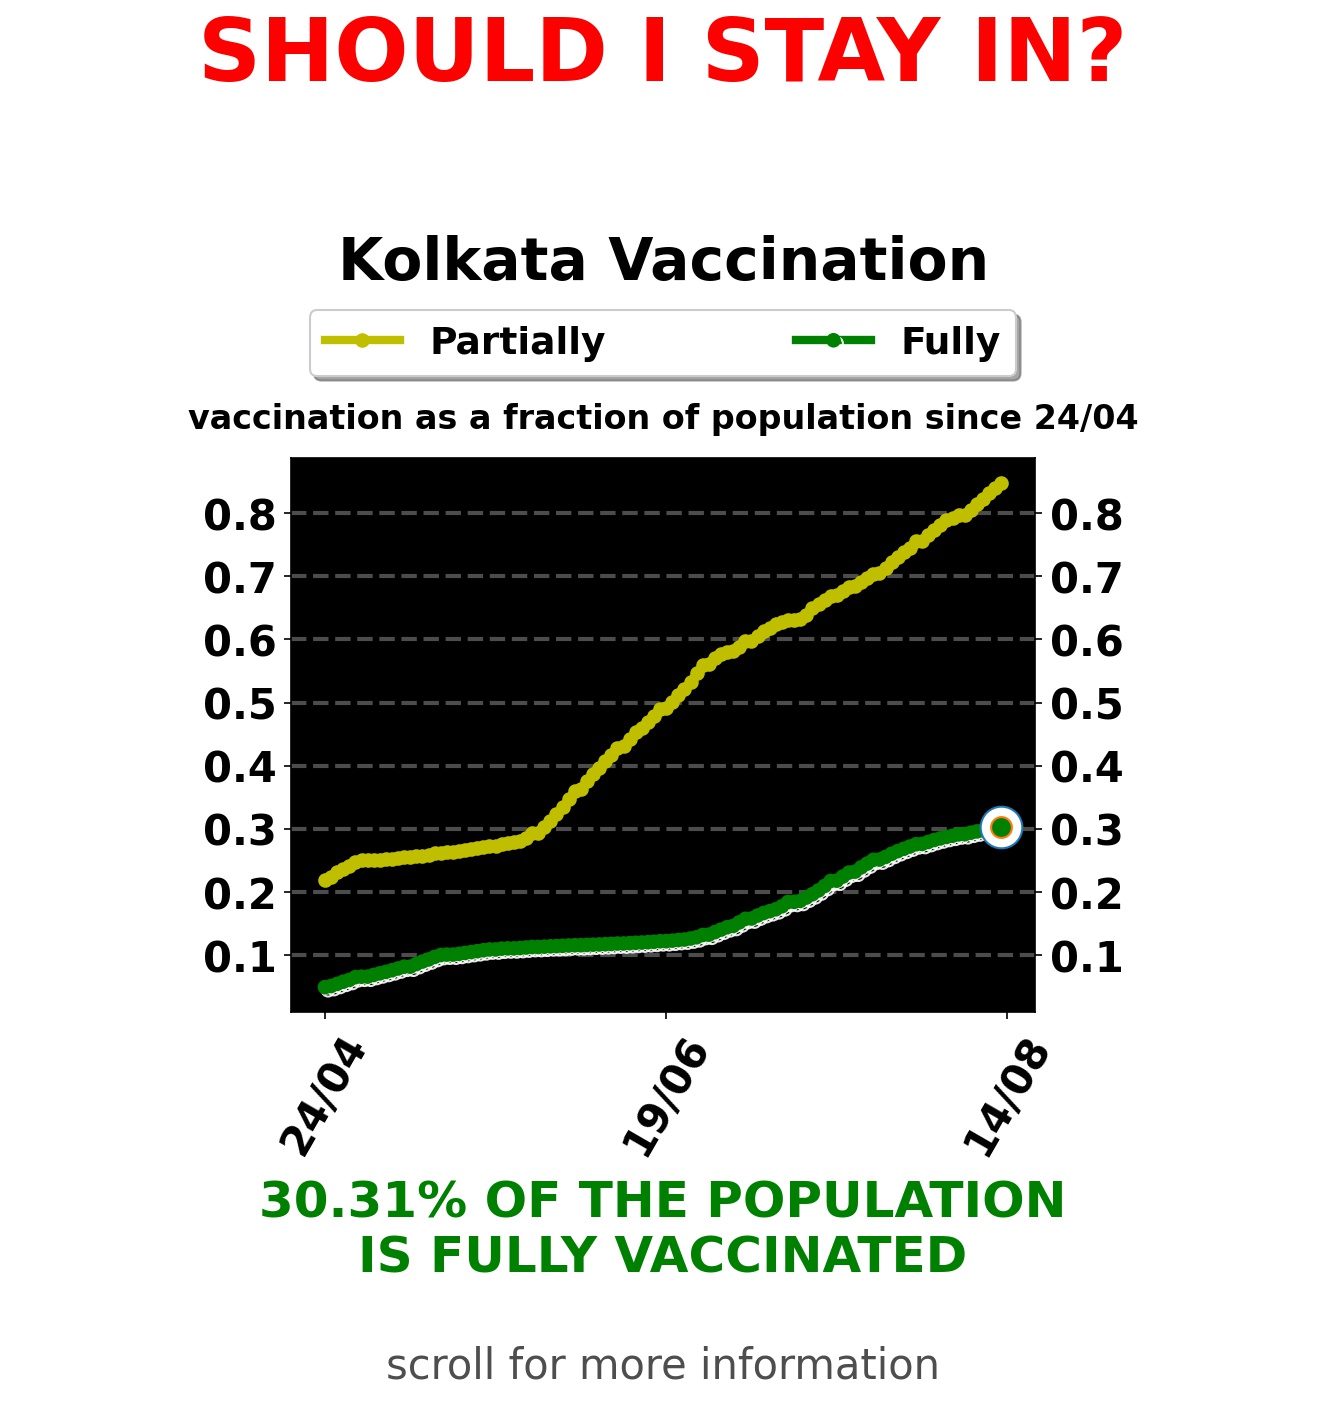 SHOULD I STAY IN?
Kolkata Vaccination
Partially Fully
vaccination as a fraction of population since 24/04
0.8 0.8
0.7 0.7
0.6 0.6
0.5 0.5
0.4 0.4
0.3 0.3
0.2 0.2
0.1 0.1
24/04 19/06 14/08
30.31% OF THE POPULATION
IS FULLY VACCINATED
scroll for more information